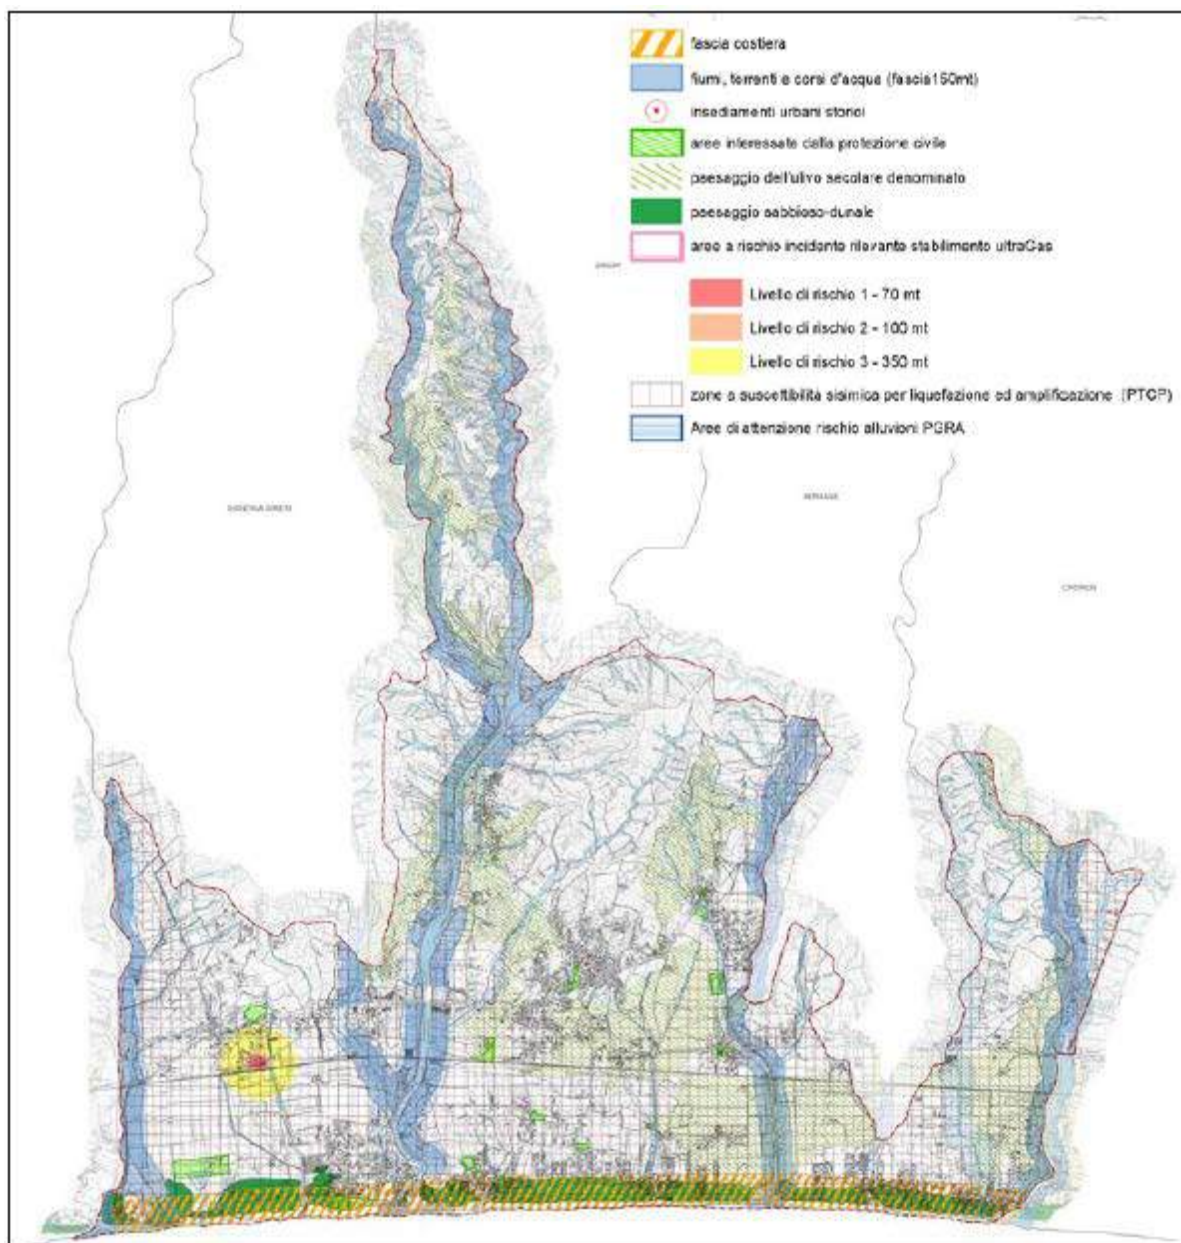 fascia costiera
fiumi, torrenti e corsi d'acqua (fascia150mt)
insediamenti urbani storici
aree interessate dalla protezione civile
paesaggio dell'ulivo secolare denominato
paesaggio sabbioso-dunale
aree a rischio incidente rilevante stabilimento ultraGas
Livello di rischio 1 - 70 mt
Livello di rischio 2 - 100 mt
Livello di rischio 3 - 350 mt
zone a suscettibilità sisimica per liquefazione ed amplificazione (PTCP)
Aree di attenzione rischio alluvioni PGRA